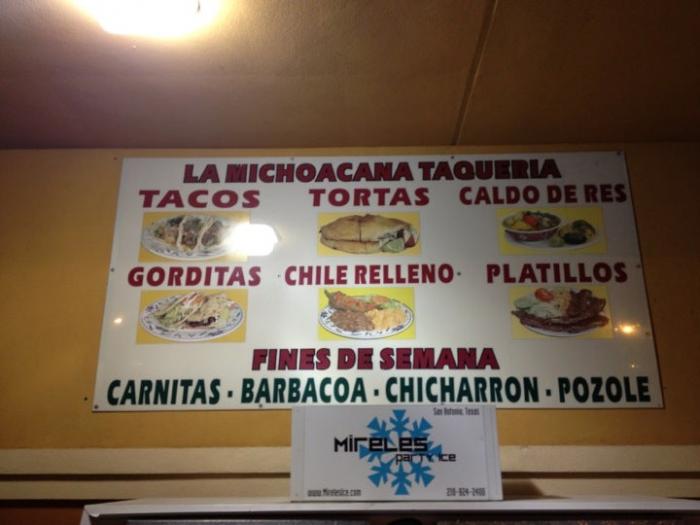 LA MICHOACANA TAQUERIA
TACOS TORTAS CALDO DE RES
GORDITAS CHILE RELLENO PLATILLOS
FINES DE SEMANA
CARNITAS - BARBACOA - CHICHARRON - POZOLE
San Antonio, Texas
MIRELES
PARTY ICE
www.MirelesIce.com 210-924-2400